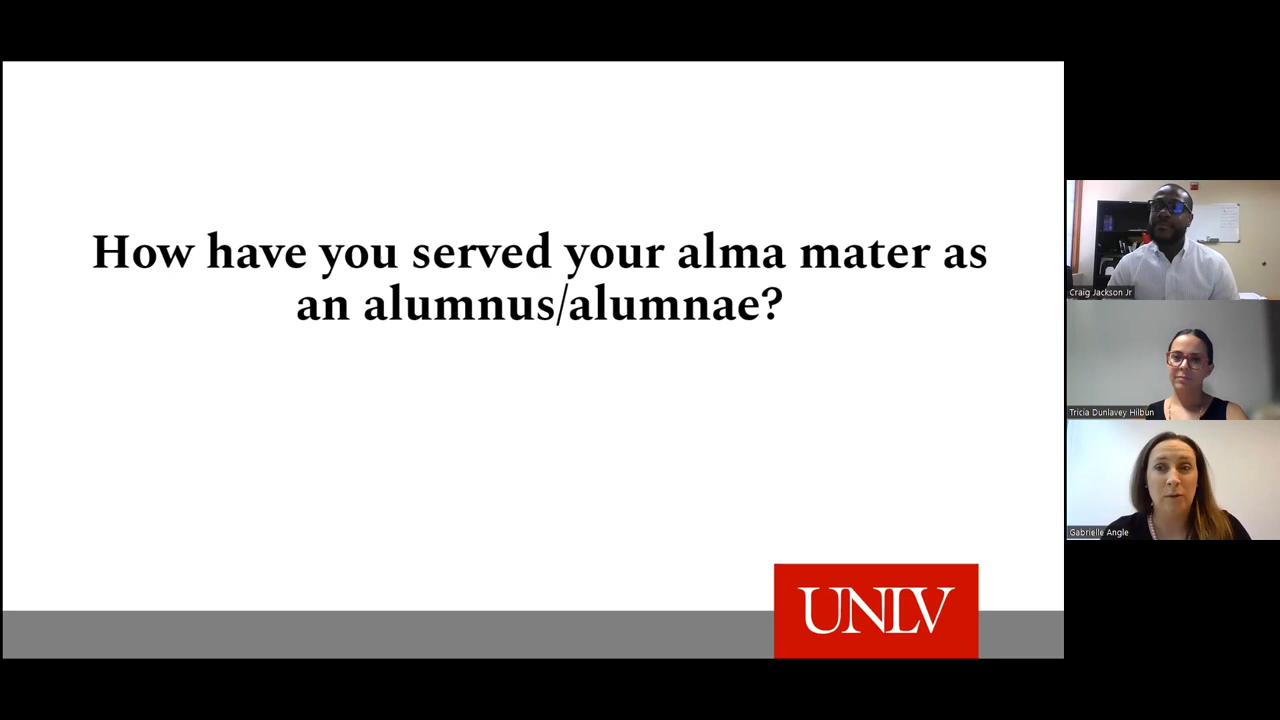 How have you served your alma mater as
an alumnus/alumnae?
UNLV
Craig Jackson Jr
Tricia Dunlavey Hilbun
Gabrielle Angle